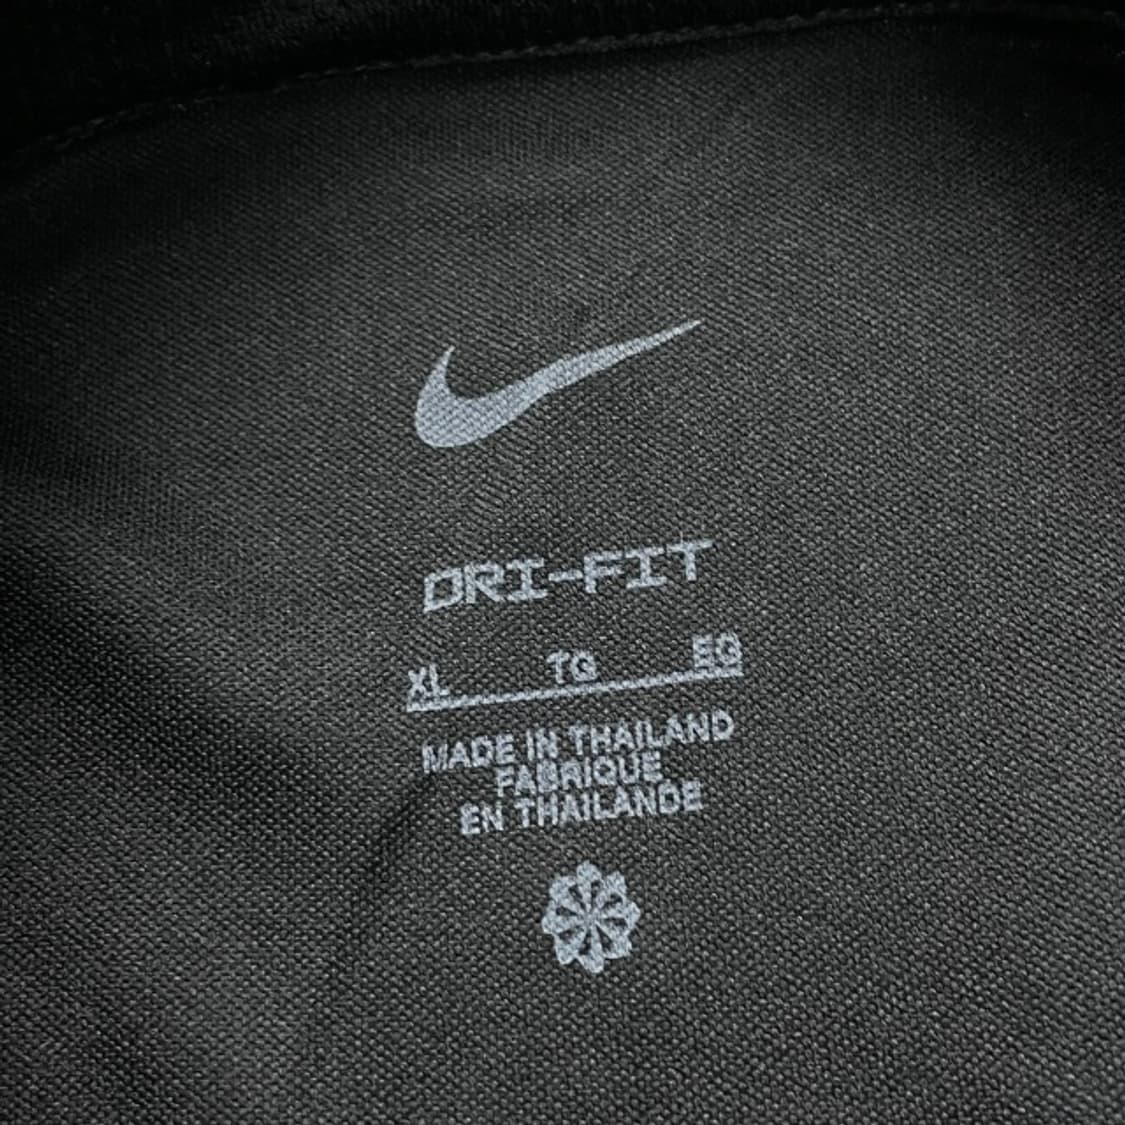 DRI-FIT
XL TG EG
MADE IN THAILAND
FABRIQUE
EN THAILANDE